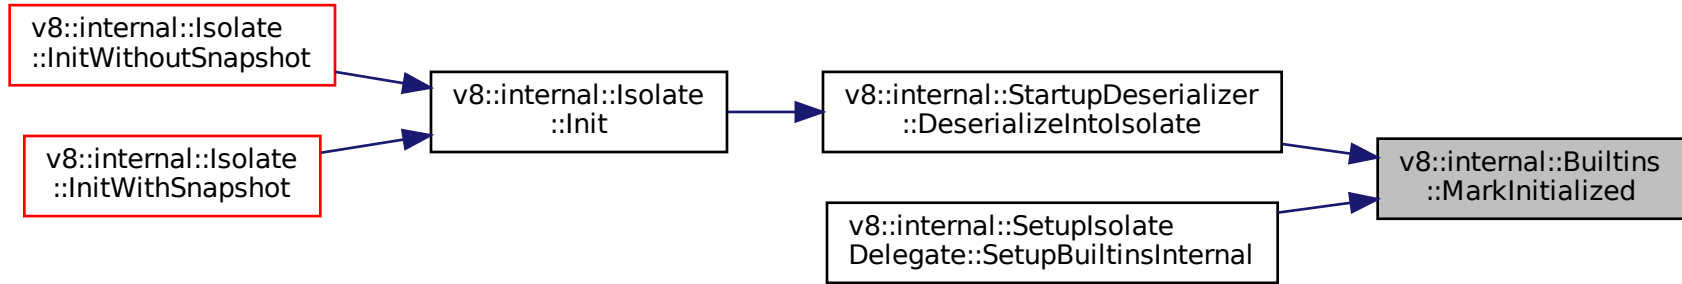 v8::internal::Isolate
::InitWithoutSnapshot
v8::internal::Isolate
::InitWithSnapshot
v8::internal::Isolate
::Init
v8::internal::StartupDeserializer
::DeserializeIntoIsolate
v8::internal::SetupIsolate
Delegate::SetupBuiltinsInternal
v8::internal::Builtins
::MarkInitialized